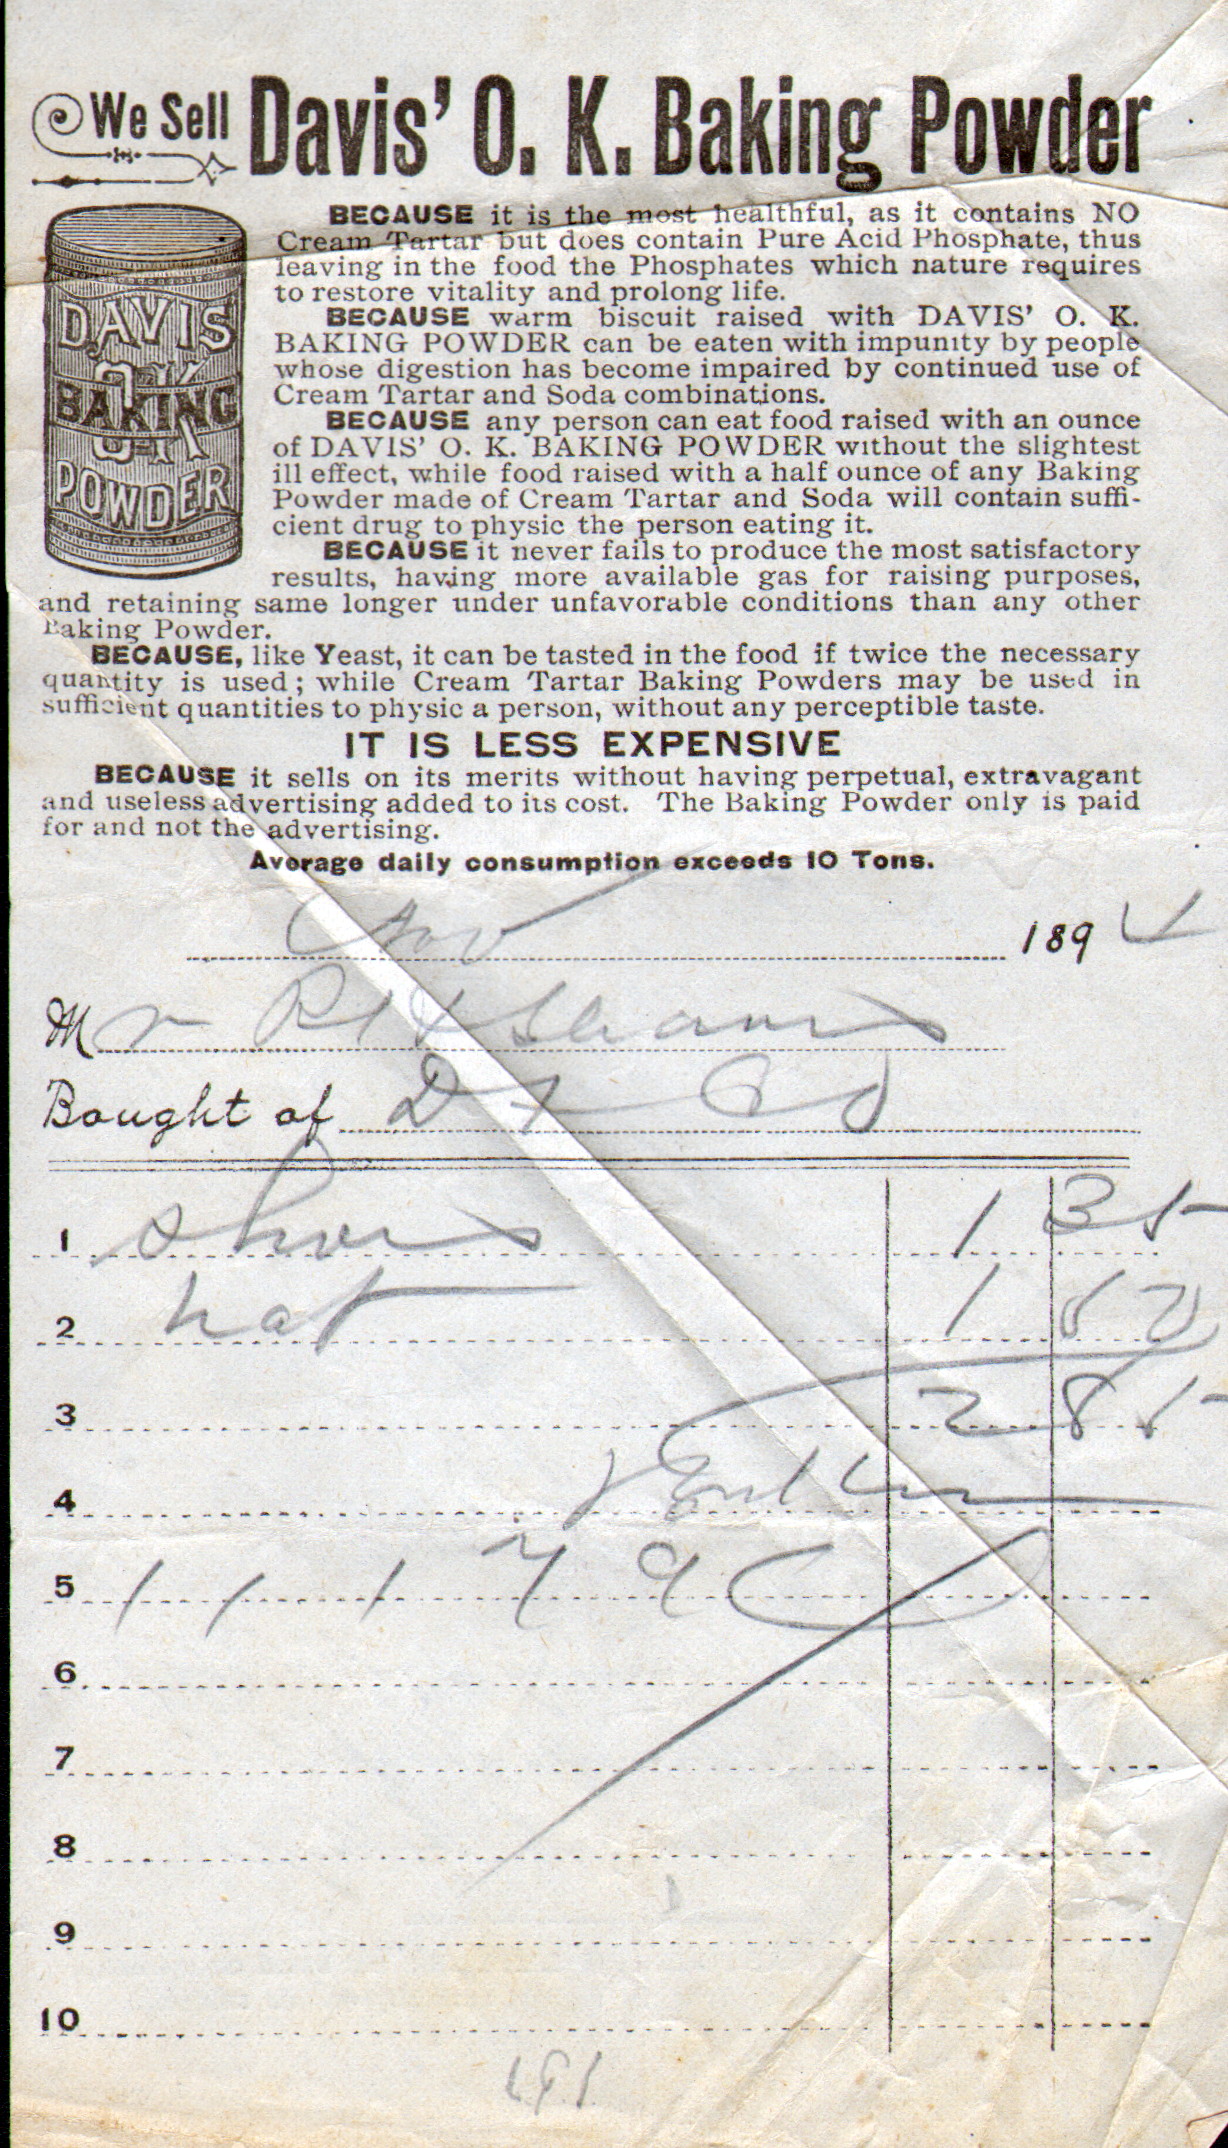 We Sell Davis' O. K. Baking Powder
DAVIS
O·K
BAKING
O·K
POWDER
BECAUSE it is the most healthful, as it contains NO
Cream Tartar but does contain Pure Acid Phosphate, thus
leaving in the food the Phosphates which nature requires
to restore vitality and prolong life.
BECAUSE warm biscuit raised with DAVIS' O. K.
BAKING POWDER can be eaten with impunity by people
whose digestion has become impaired by continued use of
Cream Tartar and Soda combinations.
BECAUSE any person can eat food raised with an ounce
of DAVIS' O. K. BAKING POWDER without the slightest
ill effect, while food raised with a half ounce of any Baking
Powder made of Cream Tartar and Soda will contain suffi-
cient drug to physic the person eating it.
BECAUSE it never fails to produce the most satisfactory
results, having more available gas for raising purposes,
and retaining same longer under unfavorable conditions than any other
Baking Powder.
BECAUSE, like Yeast, it can be tasted in the food if twice the necessary
quantity is used; while Cream Tartar Baking Powders may be used in
sufficient quantities to physic a person, without any perceptible taste.
IT IS LESS EXPENSIVE
BECAUSE it sells on its merits without having perpetual, extravagant
and useless advertising added to its cost. The Baking Powder only is paid
for and not the advertising.
Average daily consumption exceeds 10 Tons.
Nov 189
Mr
Bought of
1 shoes 1 35
2 hat 1 50
3 2 85
4
5
6
7
8
9
10